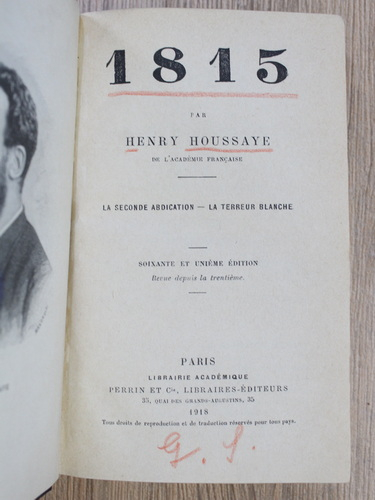 1815
PAR
HENRY HOUSSAYE
DE L'ACADÉMIE FRANÇAISE
LA SECONDE ABDICATION — LA TERREUR BLANCHE
SOIXANTE ET UNIÈME ÉDITION
Revue depuis la trentième.
PARIS
LIBRAIRIE ACADÉMIQUE
PERRIN ET Cie, LIBRAIRES-ÉDITEURS
35, QUAI DES GRANDS-AUGUSTINS, 35
1918
Tous droits de reproduction et de traduction réservés pour tous pays.
G. S.